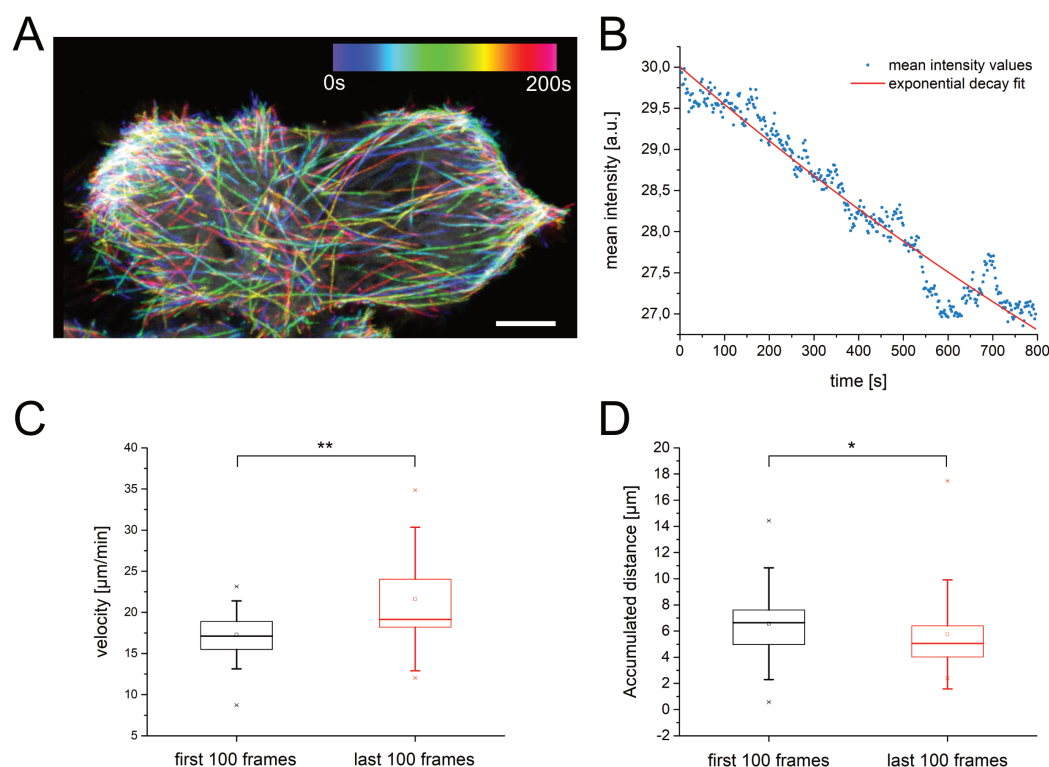 A
0s
200s
B
mean intensity [a.u.]
30,0
29,5
29,0
28,5
28,0
27,5
27,0
mean intensity values
exponential decay fit
0
100
200
300
400
500
600
700
800
time [s]
C
velocity [µm/min]
40
35
30
25
20
15
10
5
**
first 100 frames
last 100 frames
D
Accumulated distance [µm]
20
18
16
14
12
10
8
6
4
2
0
-2
*
first 100 frames
last 100 frames